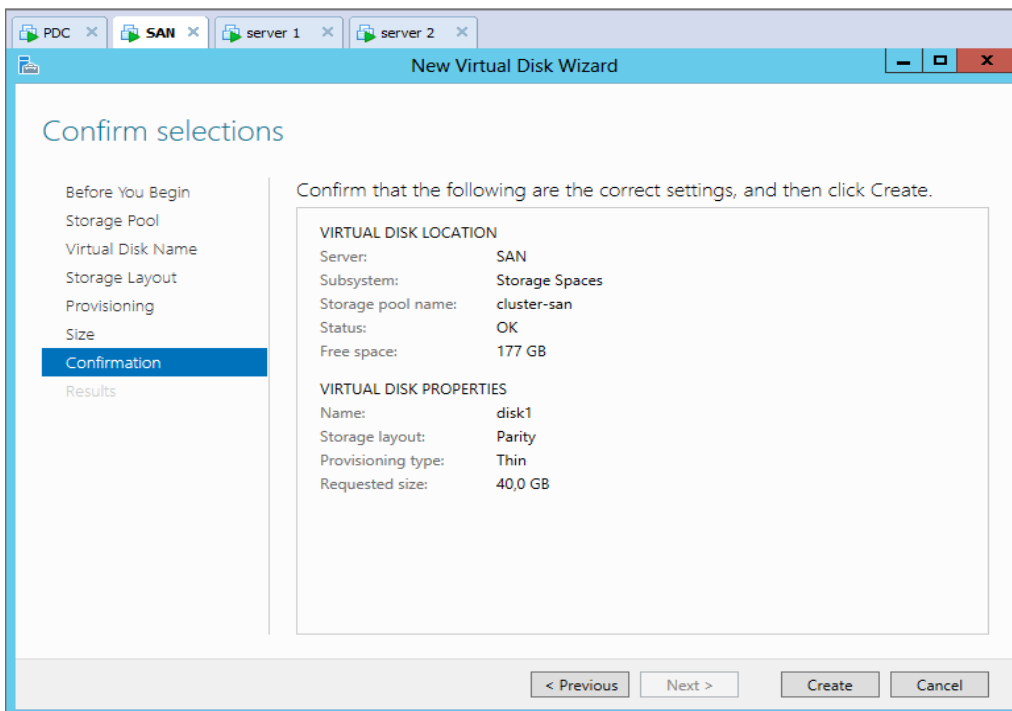 PDC SAN server 1 server 2
New Virtual Disk Wizard
Confirm selections
Before You Begin
Storage Pool
Virtual Disk Name
Storage Layout
Provisioning
Size
Confirmation
Results
Confirm that the following are the correct settings, and then click Create.
VIRTUAL DISK LOCATION
Server: SAN
Subsystem: Storage Spaces
Storage pool name: cluster-san
Status: OK
Free space: 177 GB
VIRTUAL DISK PROPERTIES
Name: disk1
Storage layout: Parity
Provisioning type: Thin
Requested size: 40,0 GB
< Previous Next > Create Cancel